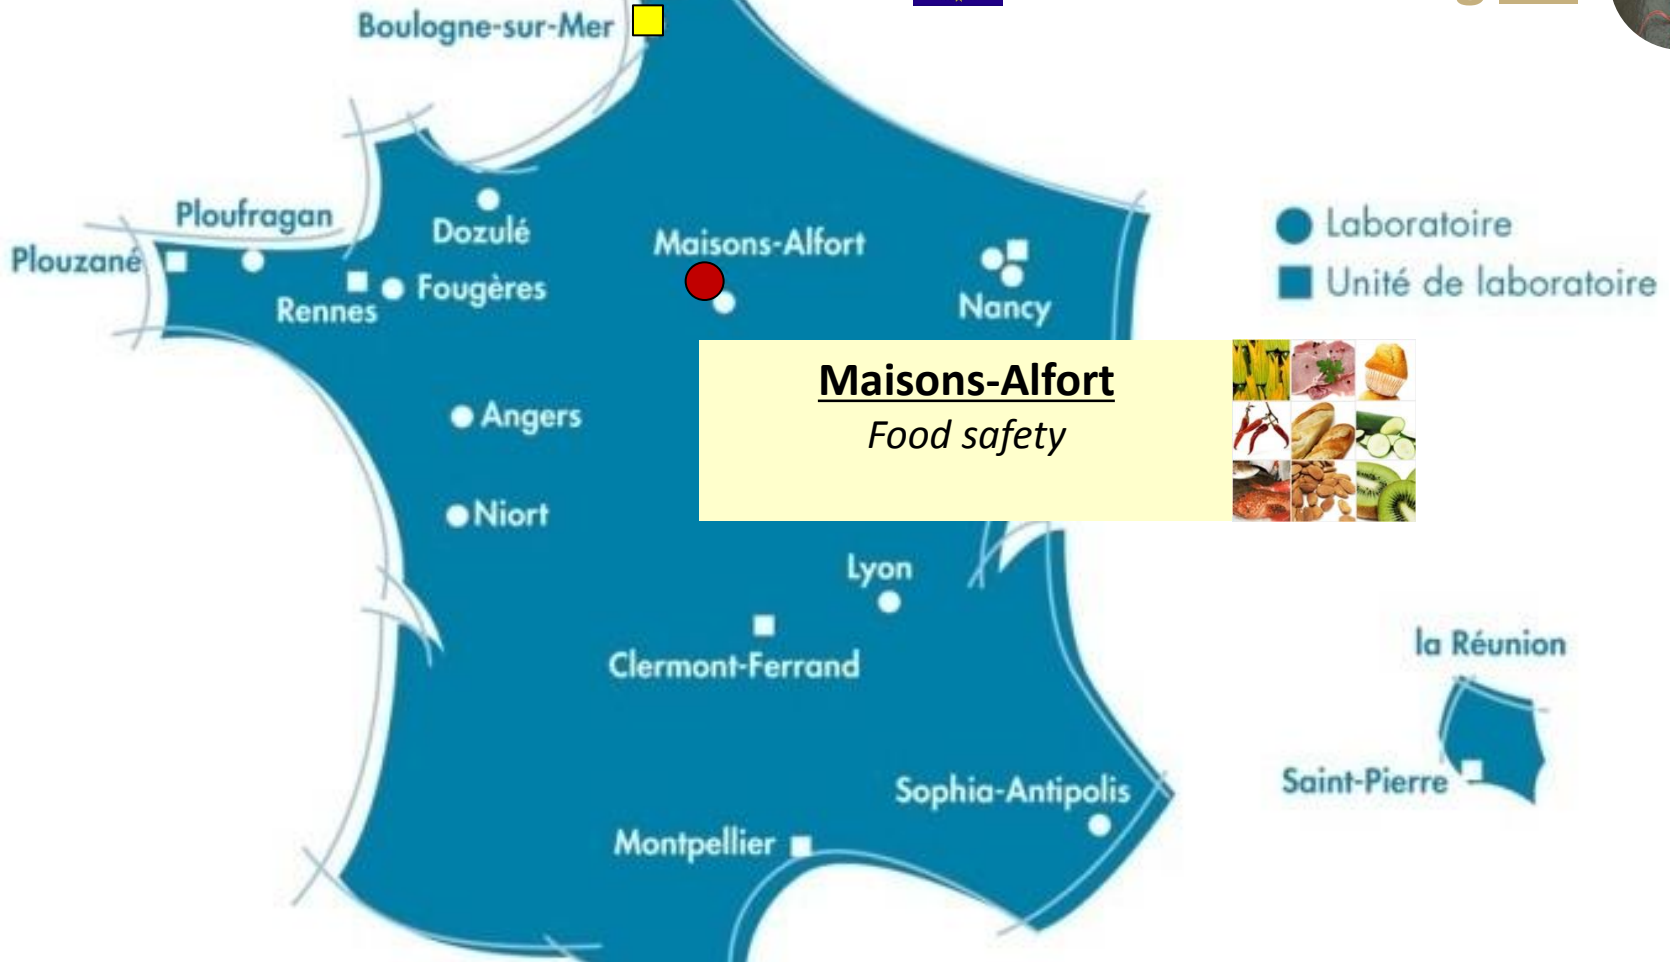 Boulogne-sur-Mer
Ploufragan
Dozulé
Maisons-Alfort
Laboratoire
Plouzané
Unité de laboratoire
Fougères
Rennes
Nancy
Maisons-Alfort
Food safety
Angers
Niort
Lyon
Clermont-Ferrand
la Réunion
Saint-Pierre
Sophia-Antipolis
Montpellier